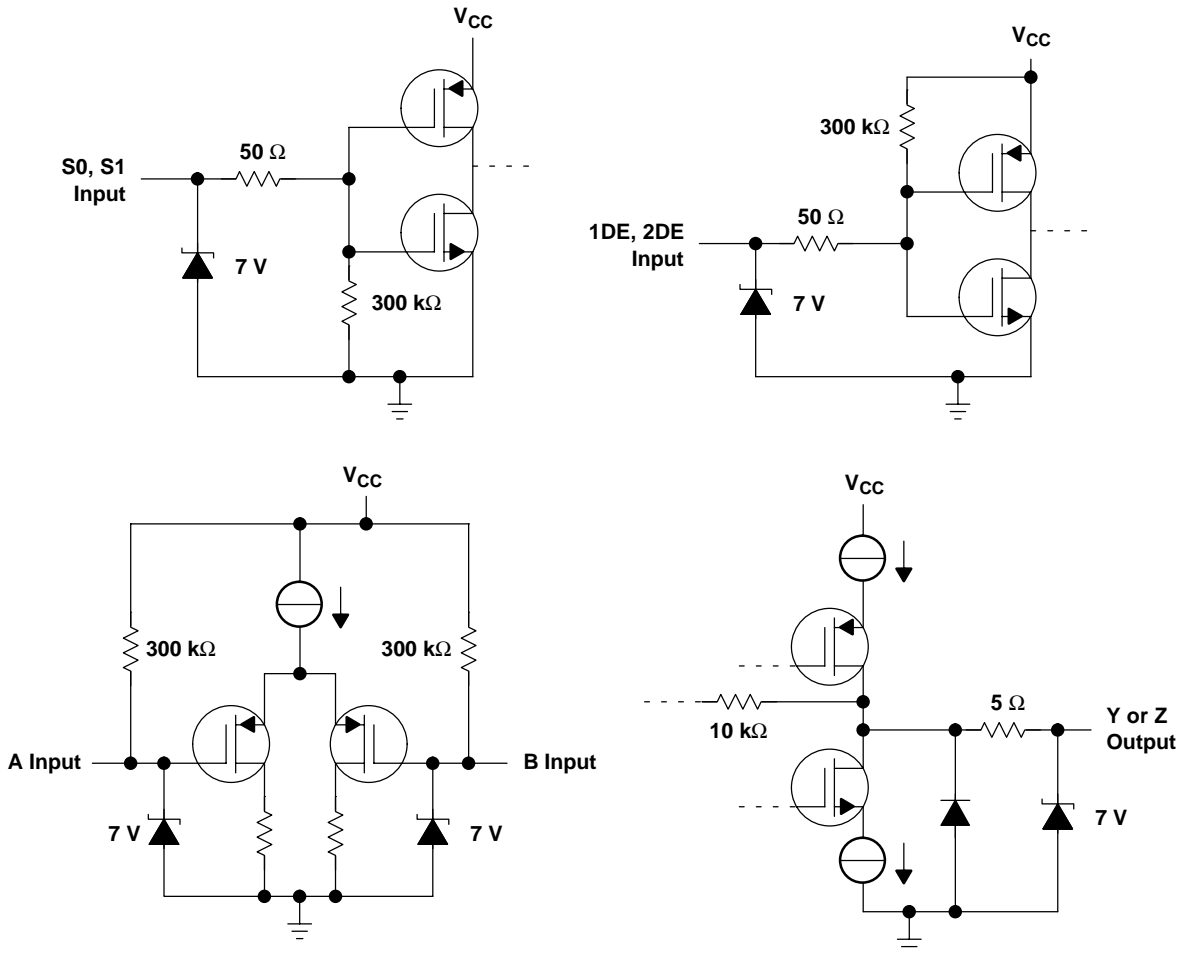 VCC
50 Ω
S0, S1
Input
7 V
300 kΩ
VCC
300 kΩ
50 Ω
1DE, 2DE
Input
7 V
VCC
300 kΩ
300 kΩ
A Input
B Input
7 V
7 V
VCC
10 kΩ
5 Ω
Y or Z
Output
7 V